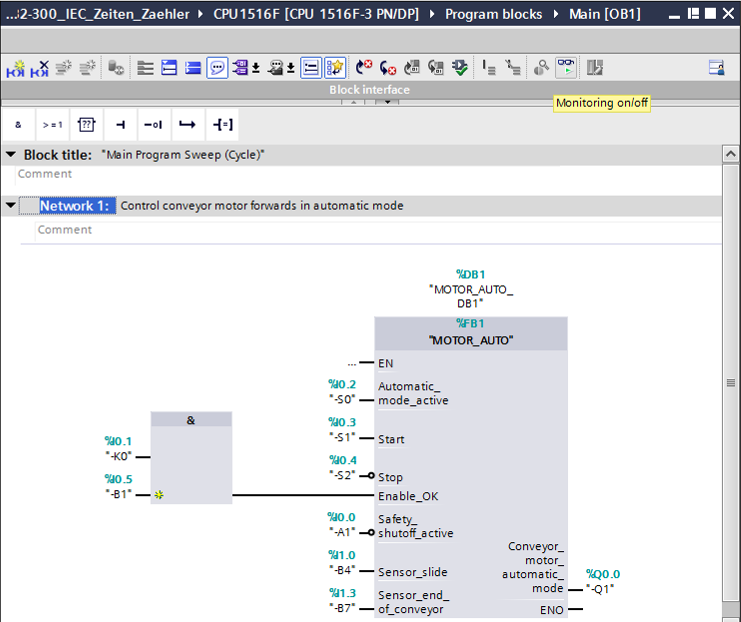 ...)2-300_IEC_Zeiten_Zaehler ▸ CPU1516F [CPU 1516F-3 PN/DP] ▸ Program blocks ▸ Main [OB1]
Block interface
Monitoring on/off
& >=1 ??
Block title: "Main Program Sweep (Cycle)"
Comment
Network 1: Control conveyor motor forwards in automatic mode
Comment
%DB1
"MOTOR_AUTO_
DB1"
%FB1
"MOTOR_AUTO"
... EN
%I0.2
"-S0"
Automatic_
mode_active
%I0.3
"-S1" Start
%I0.4
"-S2" Stop
&
%I0.1
"-K0"
%I0.5
"-B1"
Enable_OK
%I0.0
"-A1"
Safety_
shutoff_active
%I1.0
"-B4" Sensor_slide
%I1.3
"-B7"
Sensor_end_
of_conveyor
Conveyor_
motor_
automatic_
mode
%Q0.0
"-Q1"
ENO